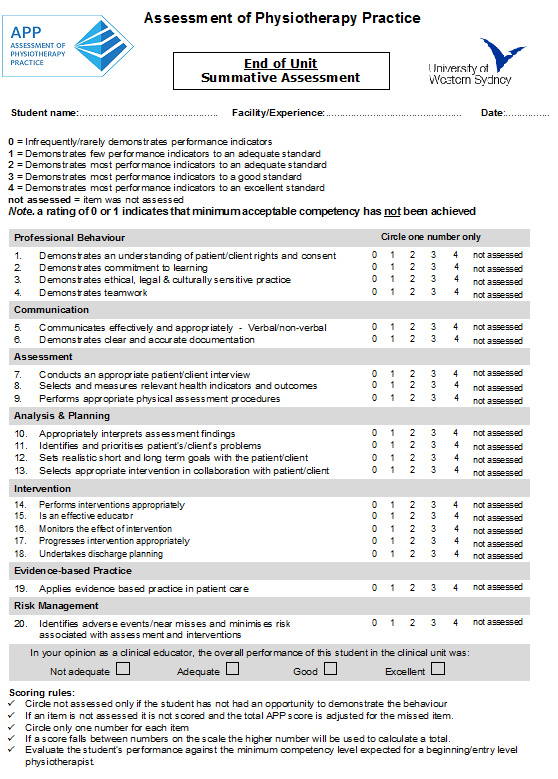 Assessment of Physiotherapy Practice
APP
ASSESSMENT OF
PHYSIOTHERAPY
PRACTICE
End of Unit
Summative Assessment
University of
Western Sydney
Student name:............................................... Facility/Experience:............................................... Date:...............
0 = Infrequently/rarely demonstrates performance indicators
1 = Demonstrates few performance indicators to an adequate standard
2 = Demonstrates most performance indicators to an adequate standard
3 = Demonstrates most performance indicators to a good standard
4 = Demonstrates most performance indicators to an excellent standard
not assessed = item was not assessed
Note. a rating of 0 or 1 indicates that minimum acceptable competency has not been achieved
Professional Behaviour Circle one number only
1. Demonstrates an understanding of patient/client rights and consent 0 1 2 3 4 not assessed
2. Demonstrates commitment to learning 0 1 2 3 4 not assessed
3. Demonstrates ethical, legal & culturally sensitive practice 0 1 2 3 4 not assessed
4. Demonstrates teamwork 0 1 2 3 4 not assessed
Communication
5. Communicates effectively and appropriately - Verbal/non-verbal 0 1 2 3 4 not assessed
6. Demonstrates clear and accurate documentation 0 1 2 3 4 not assessed
Assessment
7. Conducts an appropriate patient/client interview 0 1 2 3 4 not assessed
8. Selects and measures relevant health indicators and outcomes 0 1 2 3 4 not assessed
9. Performs appropriate physical assessment procedures 0 1 2 3 4 not assessed
Analysis & Planning
10. Appropriately interprets assessment findings 0 1 2 3 4 not assessed
11. Identifies and prioritises patient's/client's problems 0 1 2 3 4 not assessed
12. Sets realistic short and long term goals with the patient/client 0 1 2 3 4 not assessed
13. Selects appropriate intervention in collaboration with patient/client 0 1 2 3 4 not assessed
Intervention
14. Performs interventions appropriately 0 1 2 3 4 not assessed
15. Is an effective educator 0 1 2 3 4 not assessed
16. Monitors the effect of intervention 0 1 2 3 4 not assessed
17. Progresses intervention appropriately 0 1 2 3 4 not assessed
18. Undertakes discharge planning 0 1 2 3 4 not assessed
Evidence-based Practice
19. Applies evidence based practice in patient care 0 1 2 3 4 not assessed
Risk Management
20. Identifies adverse events/near misses and minimises risk 0 1 2 3 4 not assessed
associated with assessment and interventions
In your opinion as a clinical educator, the overall performance of this student in the clinical unit was:
Not adequate Adequate Good Excellent
Scoring rules:
✓ Circle not assessed only if the student has not had an opportunity to demonstrate the behaviour
✓ If an item is not assessed it is not scored and the total APP score is adjusted for the missed item.
✓ Circle only one number for each item
✓ If a score falls between numbers on the scale the higher number will be used to calculate a total.
✓ Evaluate the student's performance against the minimum competency level expected for a beginning/entry level
physiotherapist.